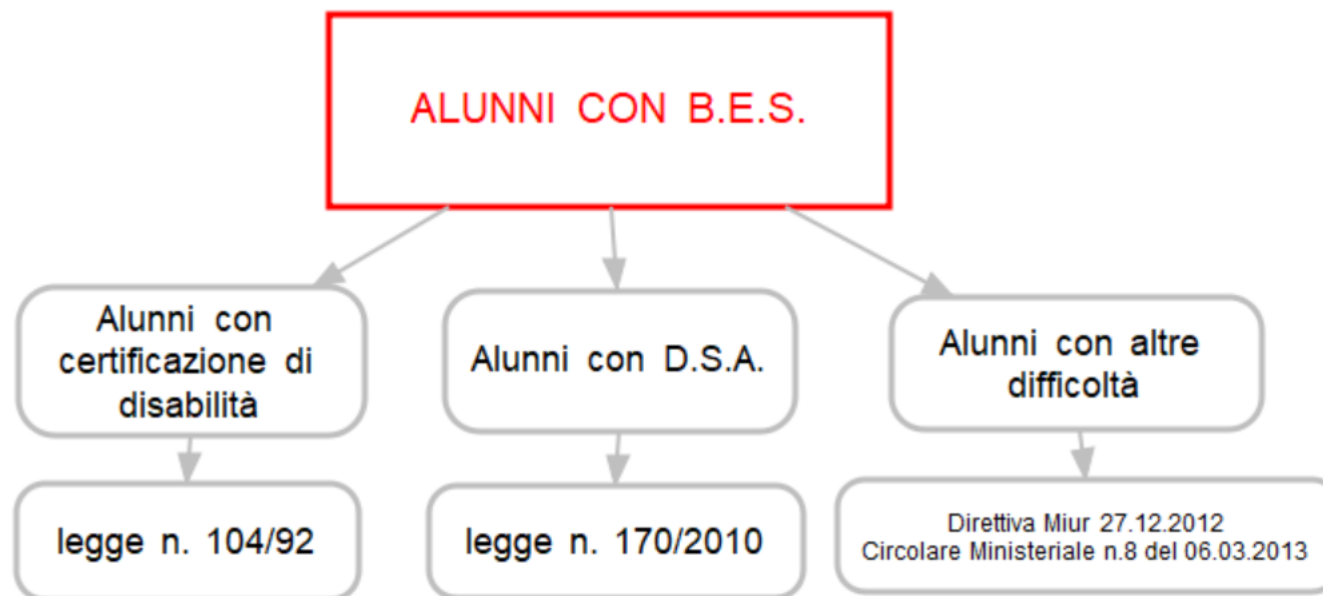 ALUNNI CON B.E.S.
Alunni con
certificazione di
disabilità
Alunni con D.S.A.
Alunni con altre
difficoltà
legge n. 104/92
legge n. 170/2010
Direttiva Miur 27.12.2012
Circolare Ministeriale n.8 del 06.03.2013